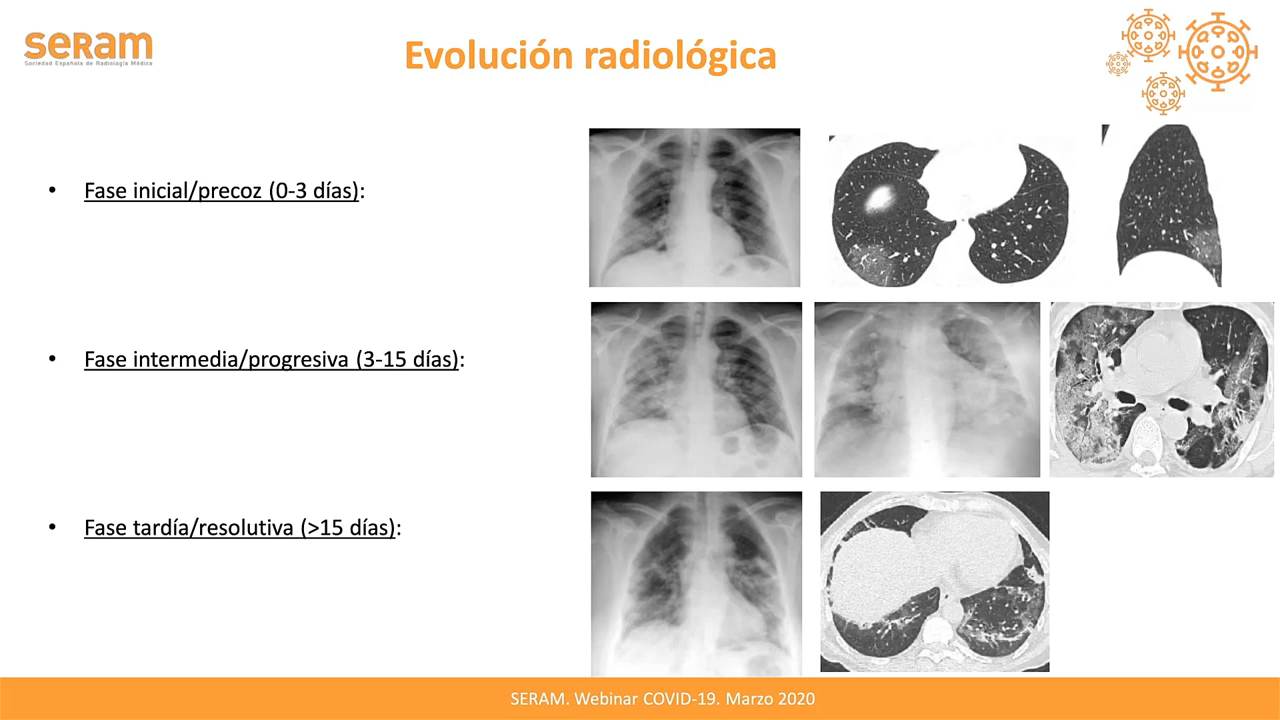 seRam
Sociedad Española de Radiología Médica
Evolución radiológica
• Fase inicial/precoz (0-3 días):
• Fase intermedia/progresiva (3-15 días):
• Fase tardía/resolutiva (>15 días):
SERAM. Webinar COVID-19. Marzo 2020